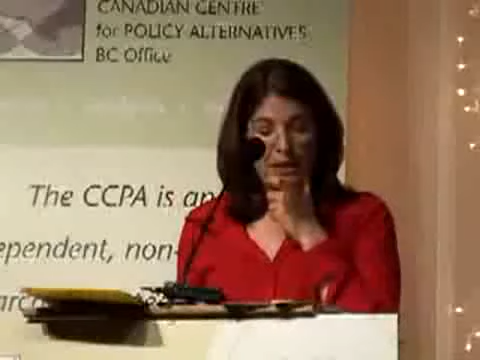 CANADIAN CENTRE
for POLICY ALTERNATIVES
BC Office
The CCPA is an
ependent, non-